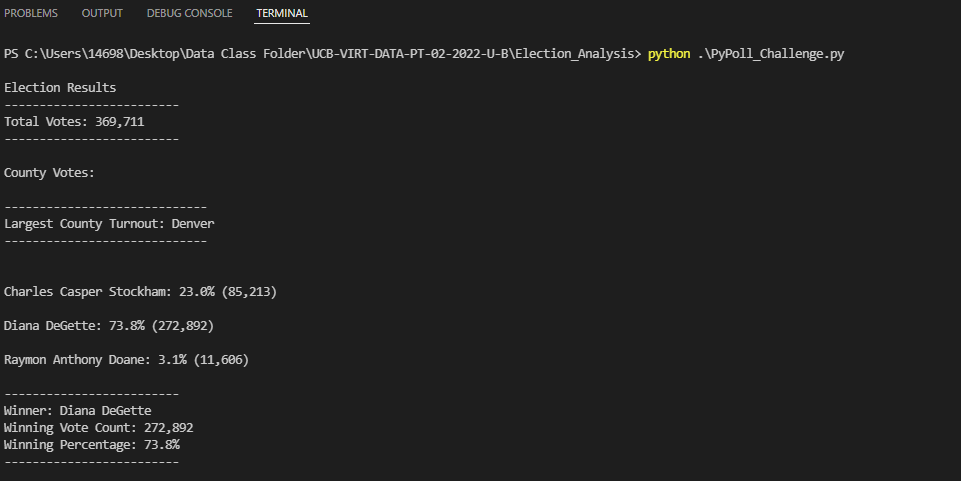 PROBLEMS OUTPUT DEBUG CONSOLE TERMINAL
PS C:\Users\14698\Desktop\Data Class Folder\UCB-VIRT-DATA-PT-02-2022-U-B\Election_Analysis> python .\PyPoll_Challenge.py
Election Results
-------------------------
Total Votes: 369,711
-------------------------
County Votes:
-----------------------------
Largest County Turnout: Denver
-----------------------------
Charles Casper Stockham: 23.0% (85,213)
Diana DeGette: 73.8% (272,892)
Raymon Anthony Doane: 3.1% (11,606)
-------------------------
Winner: Diana DeGette
Winning Vote Count: 272,892
Winning Percentage: 73.8%
-------------------------